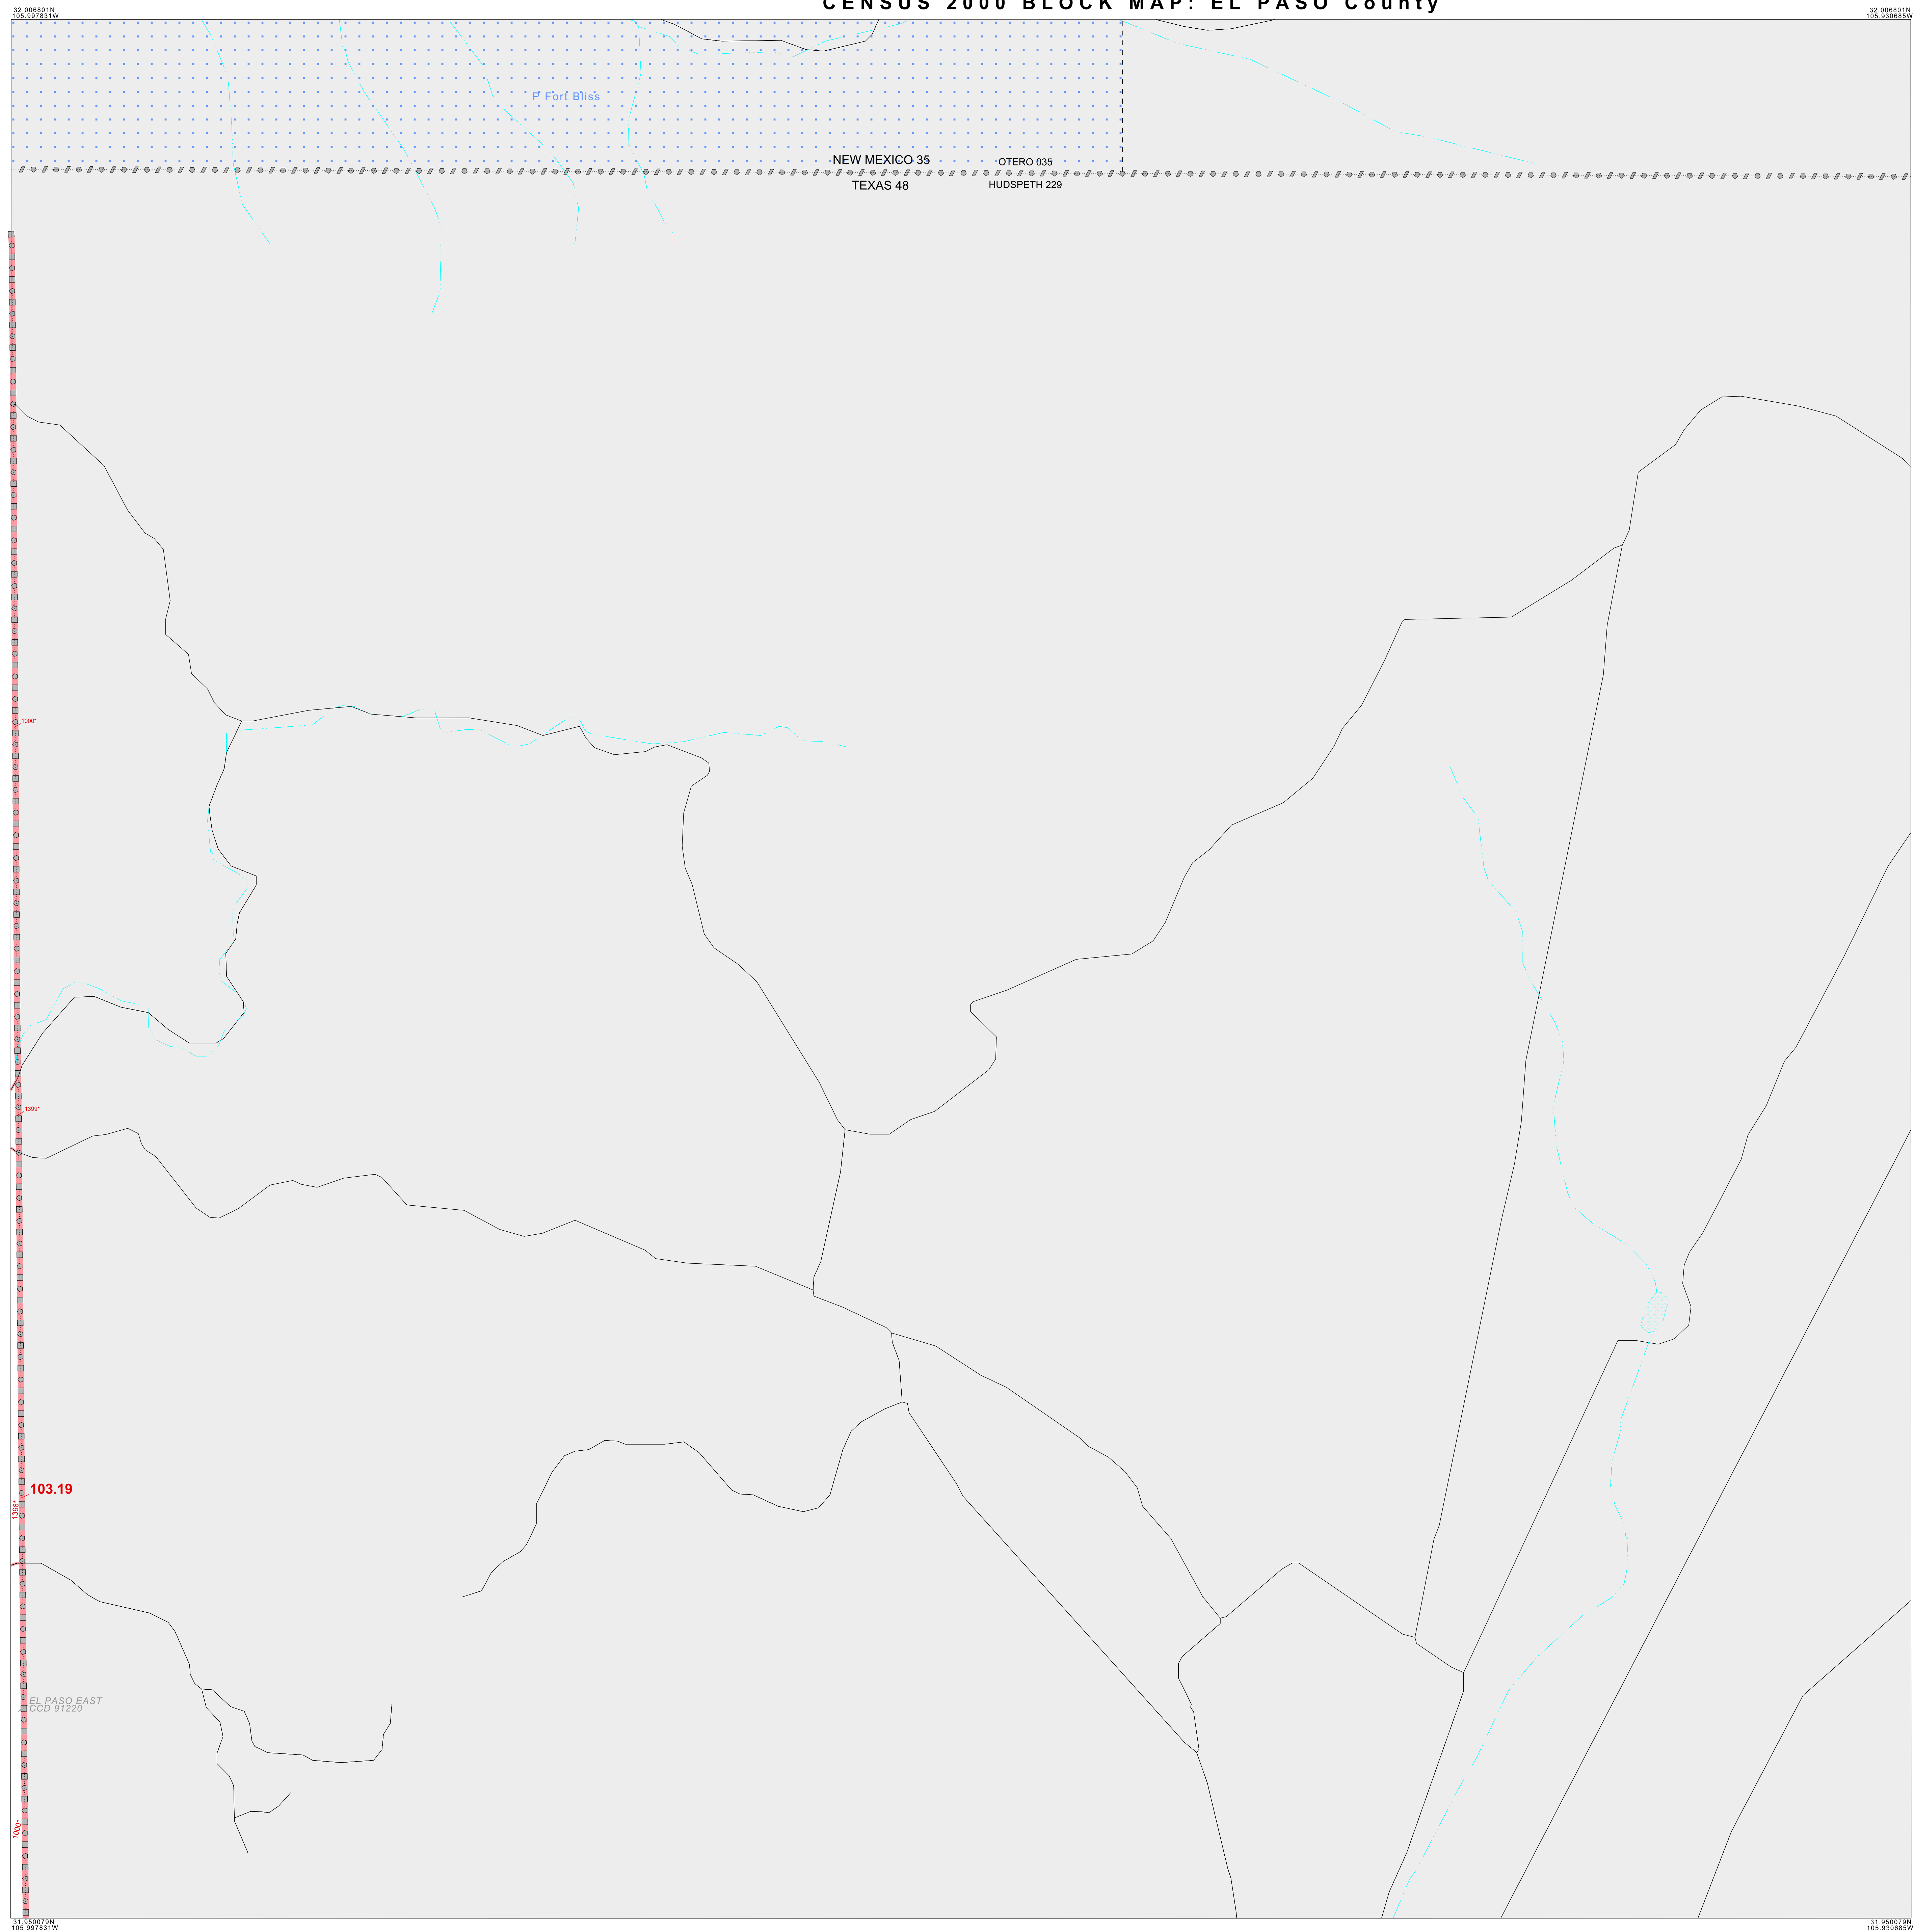 CENSUS 2000 BLOCK MAP: EL PASO County
32.006801N
105.997831W
32.006801N
105.930685W
P Fort Bliss
NEW MEXICO 35
OTERO 035
TEXAS 48
HUDSPETH 229
1000*
1399*
103.19
1398*
EL PASO EAST
CCD 91220
1000*
31.950079N
105.997831W
31.950079N
105.930685W